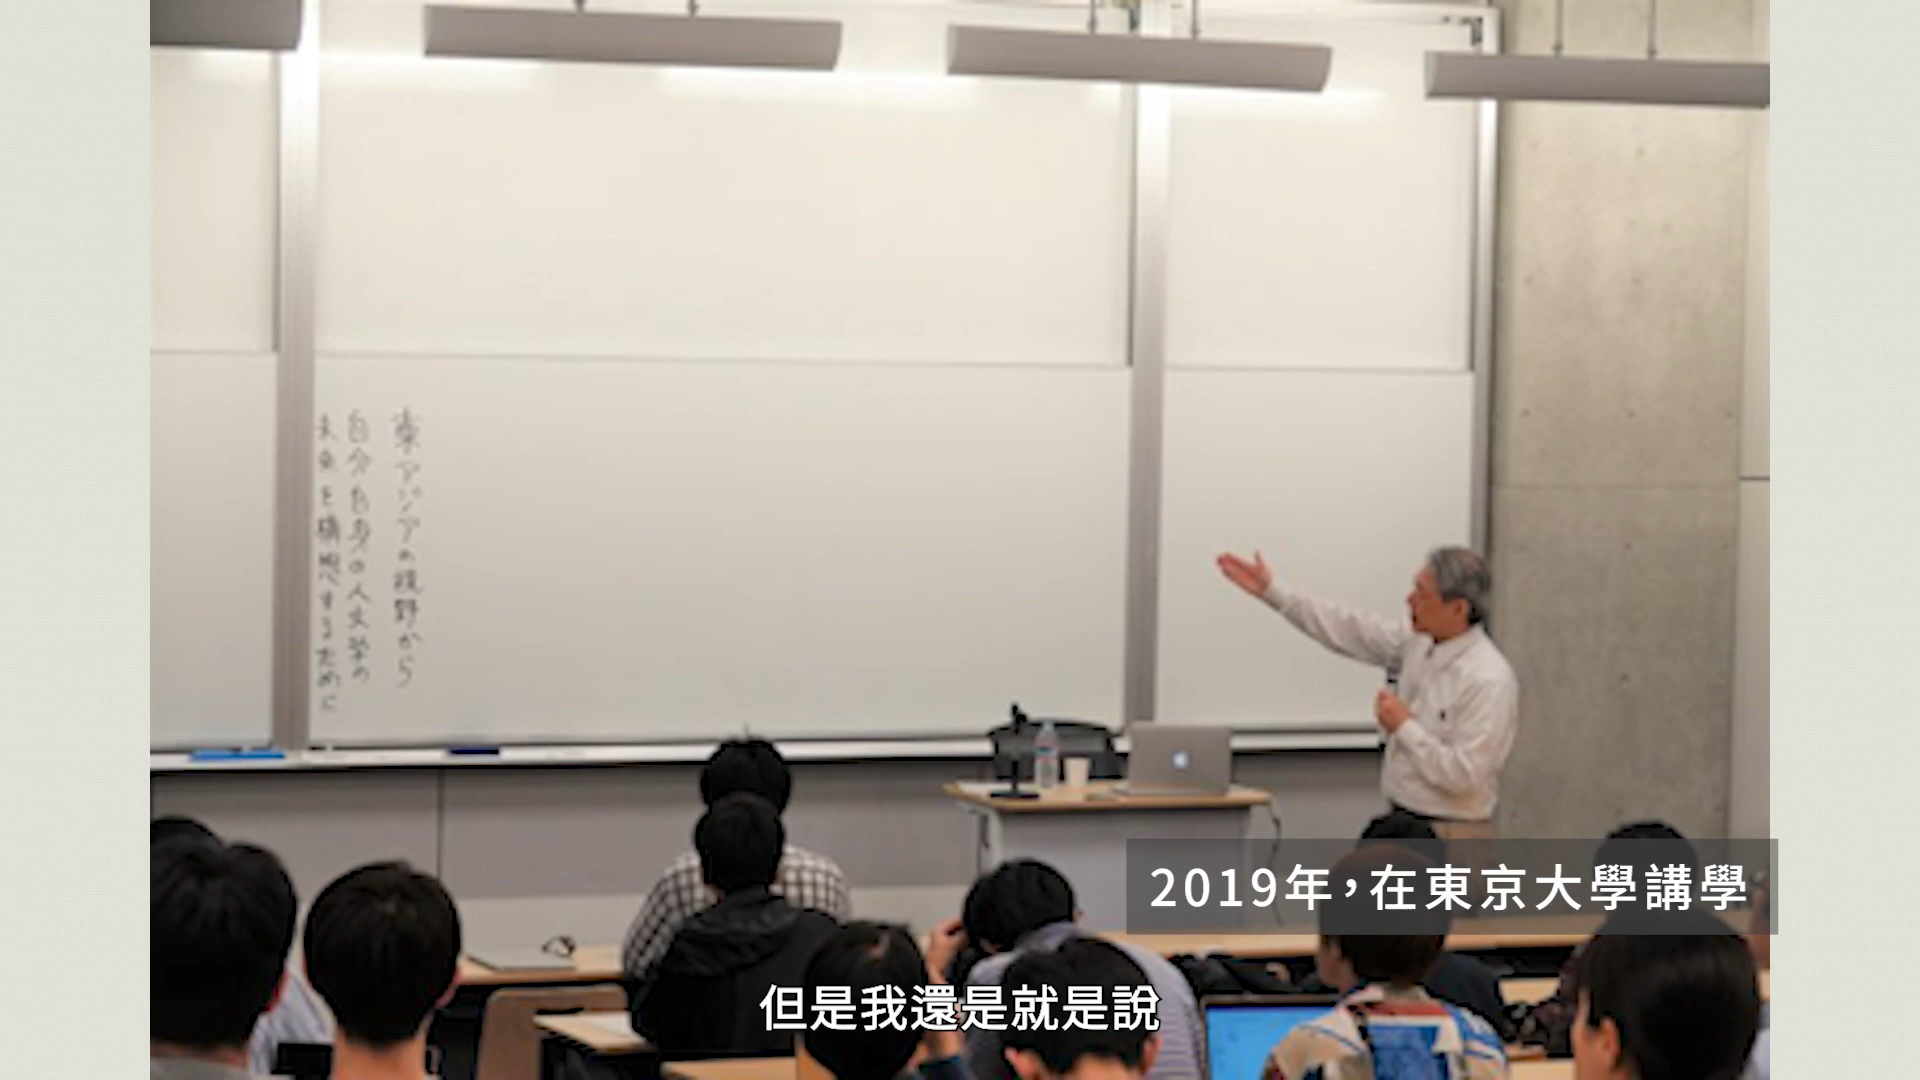 東アジアの視野から
自分自身の人文学の
未来を構想するために
2019年，在東京大學講學
但是我還是就是說